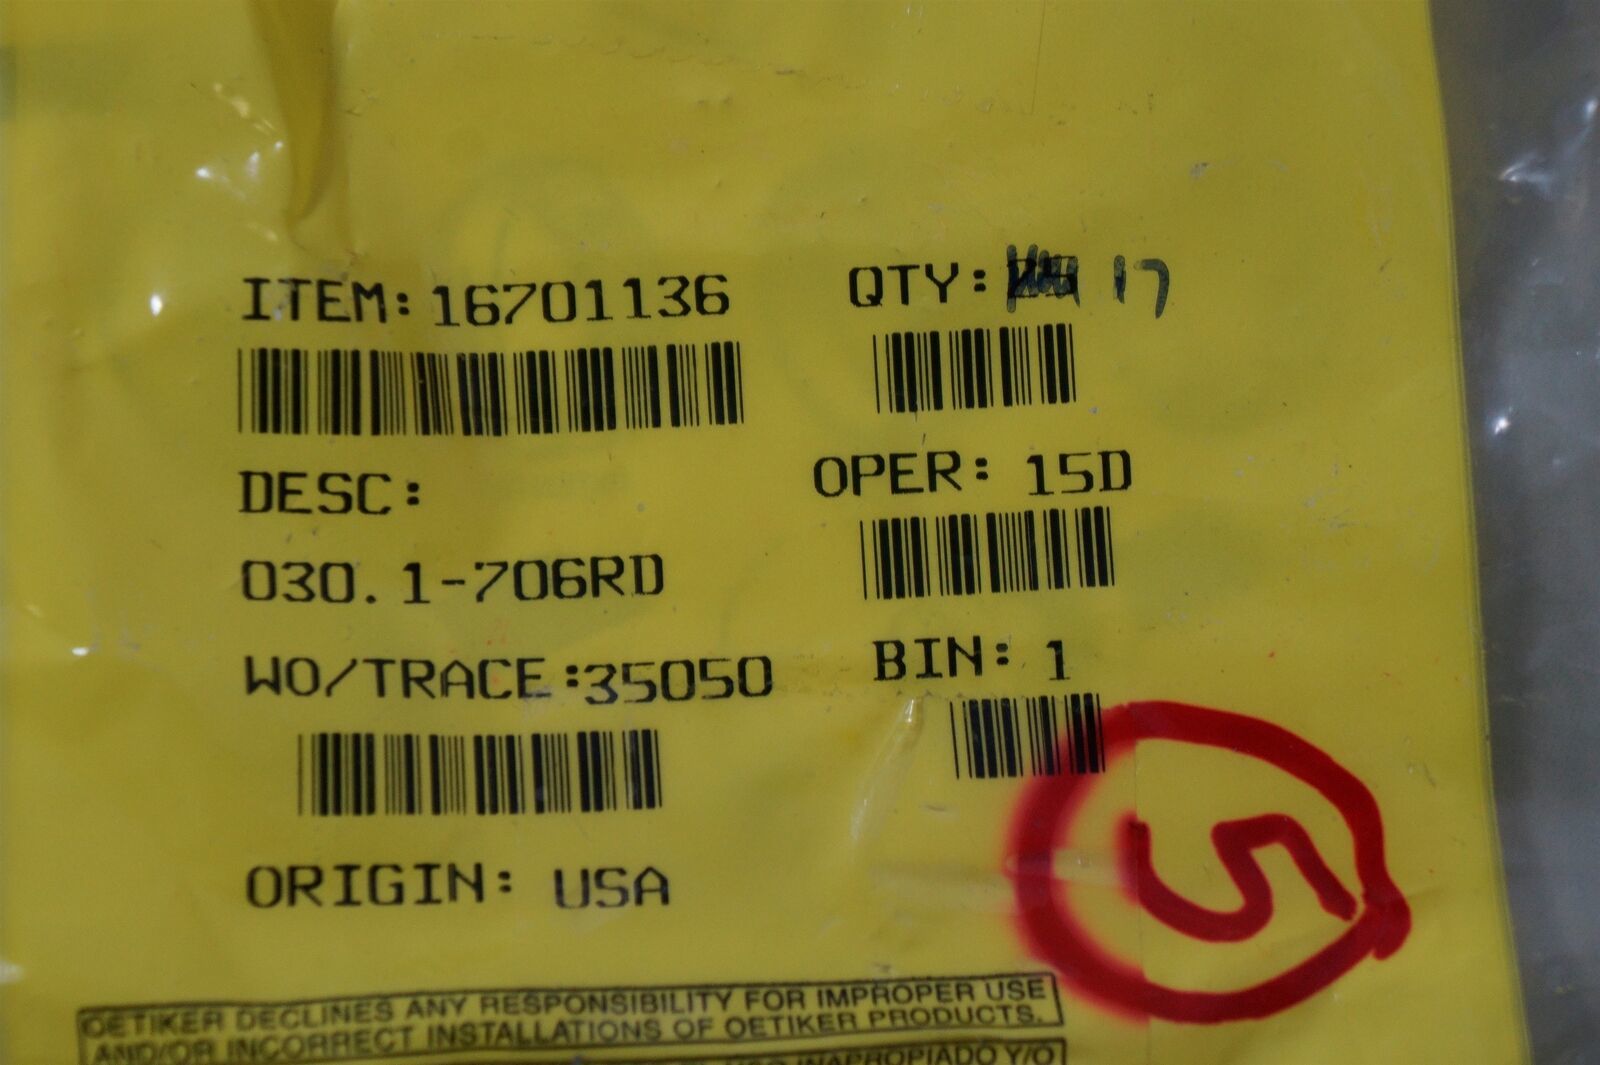 ITEM: 16701136
QTY: 17
DESC:
OPER: 15D
030.1-706RD
WO/TRACE: 35050
BIN: 1
ORIGIN: USA
5
OETIKER DECLINES ANY RESPONSIBILITY FOR IMPROPER USE
AND/OR INCORRECT INSTALLATIONS OF OETIKER PRODUCTS.
INAPROPIADO Y/O